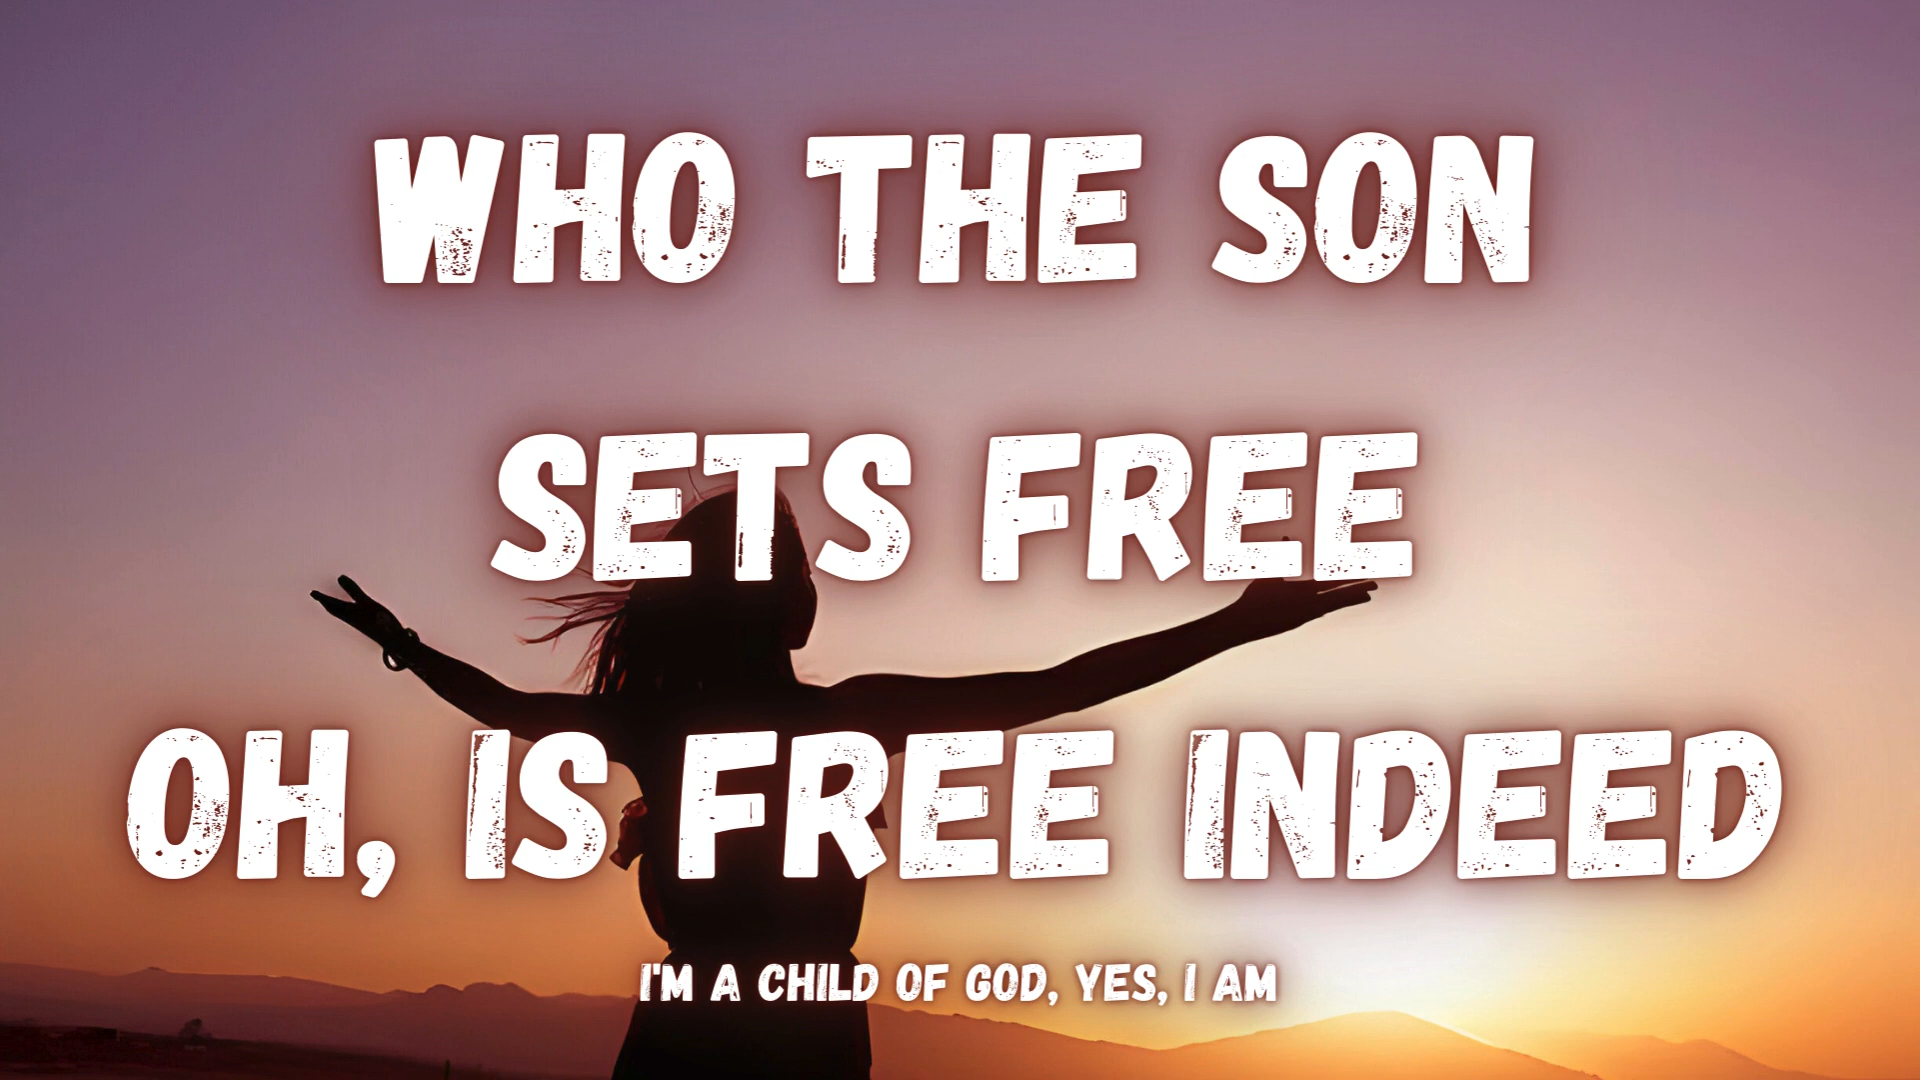 WHO THE SON
SETS FREE
OH, IS FREE INDEED
I'M A CHILD OF GOD, YES, I AM